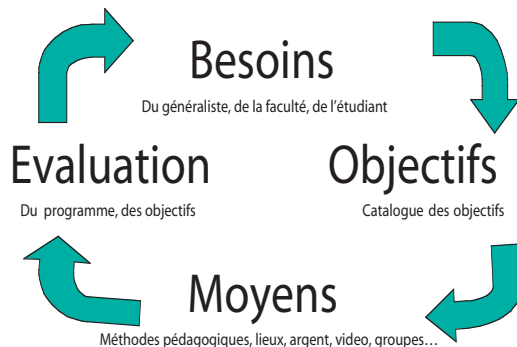 Besoins
Du généraliste, de la faculté, de l'étudiant
Evaluation
Du programme, des objectifs
Objectifs
Catalogue des objectifs
Moyens
Méthodes pédagogiques, lieux, argent, video, groupes…